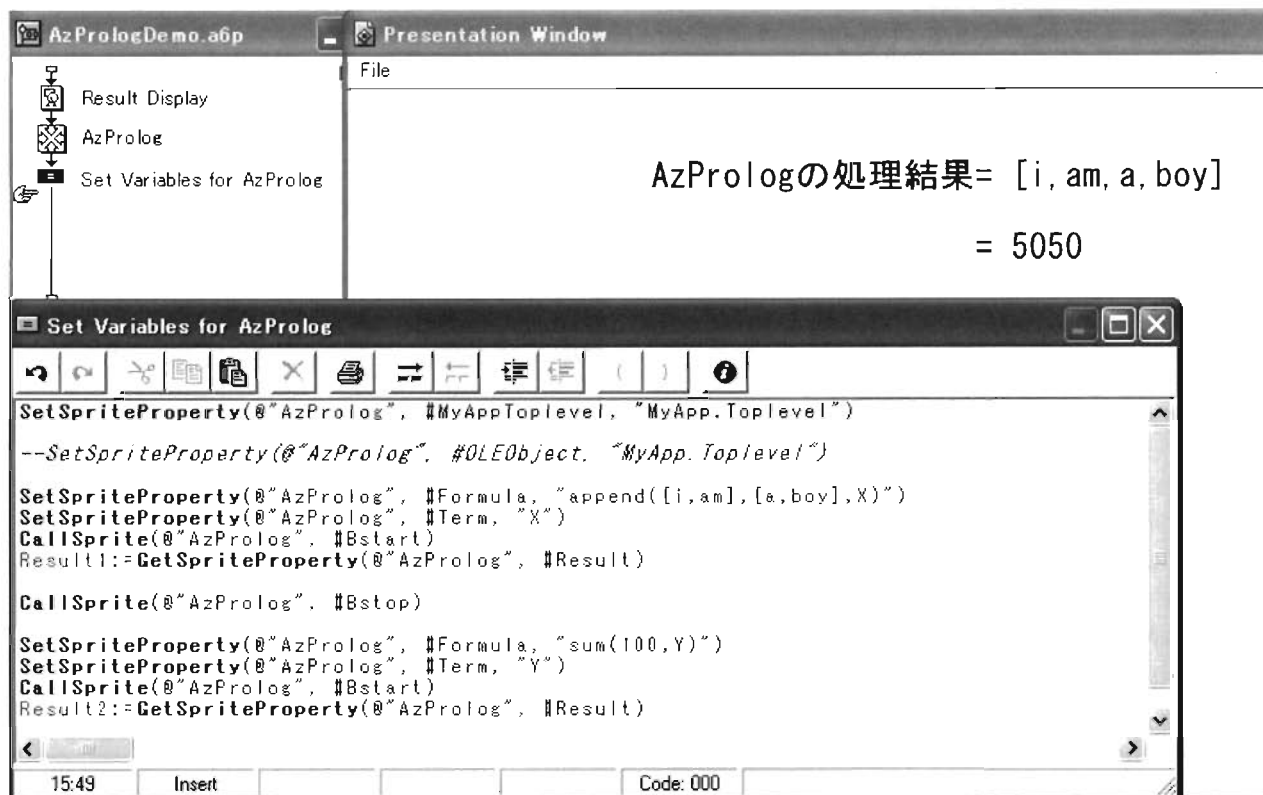 AzPrologDemo.a6p
Result Display
AzProlog
Set Variables for AzProlog
Presentation Window
File
AzPrologの処理結果= [i,am,a,boy]
= 5050
Set Variables for AzProlog
SetSpriteProperty(@"AzProlog", #MyAppToplevel, "MyApp.Toplevel")
--SetSpriteProperty(@"AzProlog", #OLEObject, "MyApp.Toplevel")
SetSpriteProperty(@"AzProlog", #Formula, "append([i,am],[a,boy],X)")
SetSpriteProperty(@"AzProlog", #Term, "X")
CallSprite(@"AzProlog", #Bstart)
Result1:=GetSpriteProperty(@"AzProlog", #Result)
CallSprite(@"AzProlog", #Bstop)
SetSpriteProperty(@"AzProlog", #Formula, "sum(100,Y)")
SetSpriteProperty(@"AzProlog", #Term, "Y")
CallSprite(@"AzProlog", #Bstart)
Result2:=GetSpriteProperty(@"AzProlog", #Result)
15:49 Insert Code: 000